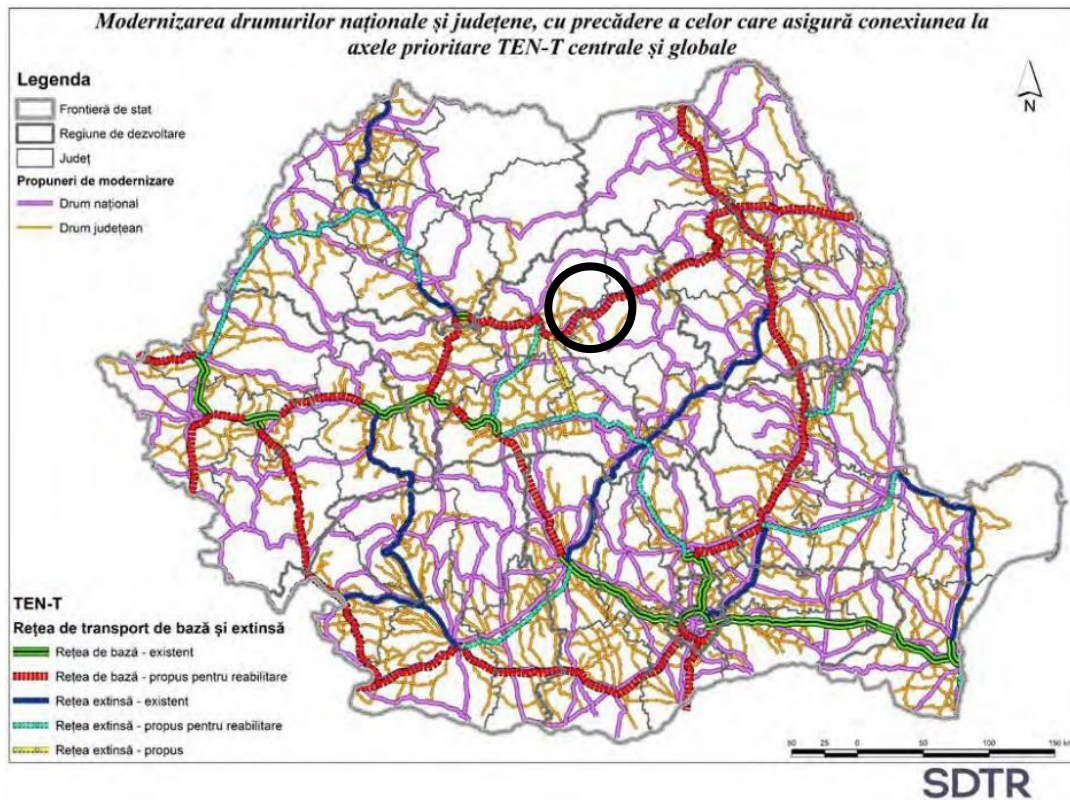 Modernizarea drumurilor naționale și județene, cu precădere a celor care asigură conexiunea la
axele prioritare TEN-T centrale și globale
Legenda
Frontieră de stat
Regiune de dezvoltare
Județ
Propuneri de modernizare
Drum național
Drum județean
N
TEN-T
Rețea de transport de bază și extinsă
Rețea de bază - existent
Rețea de bază - propus pentru reabilitare
Rețea extinsă - existent
Rețea extinsă - propus pentru reabilitare
Rețea extinsă - propus
50 25 0 50 100 150 km
SDTR